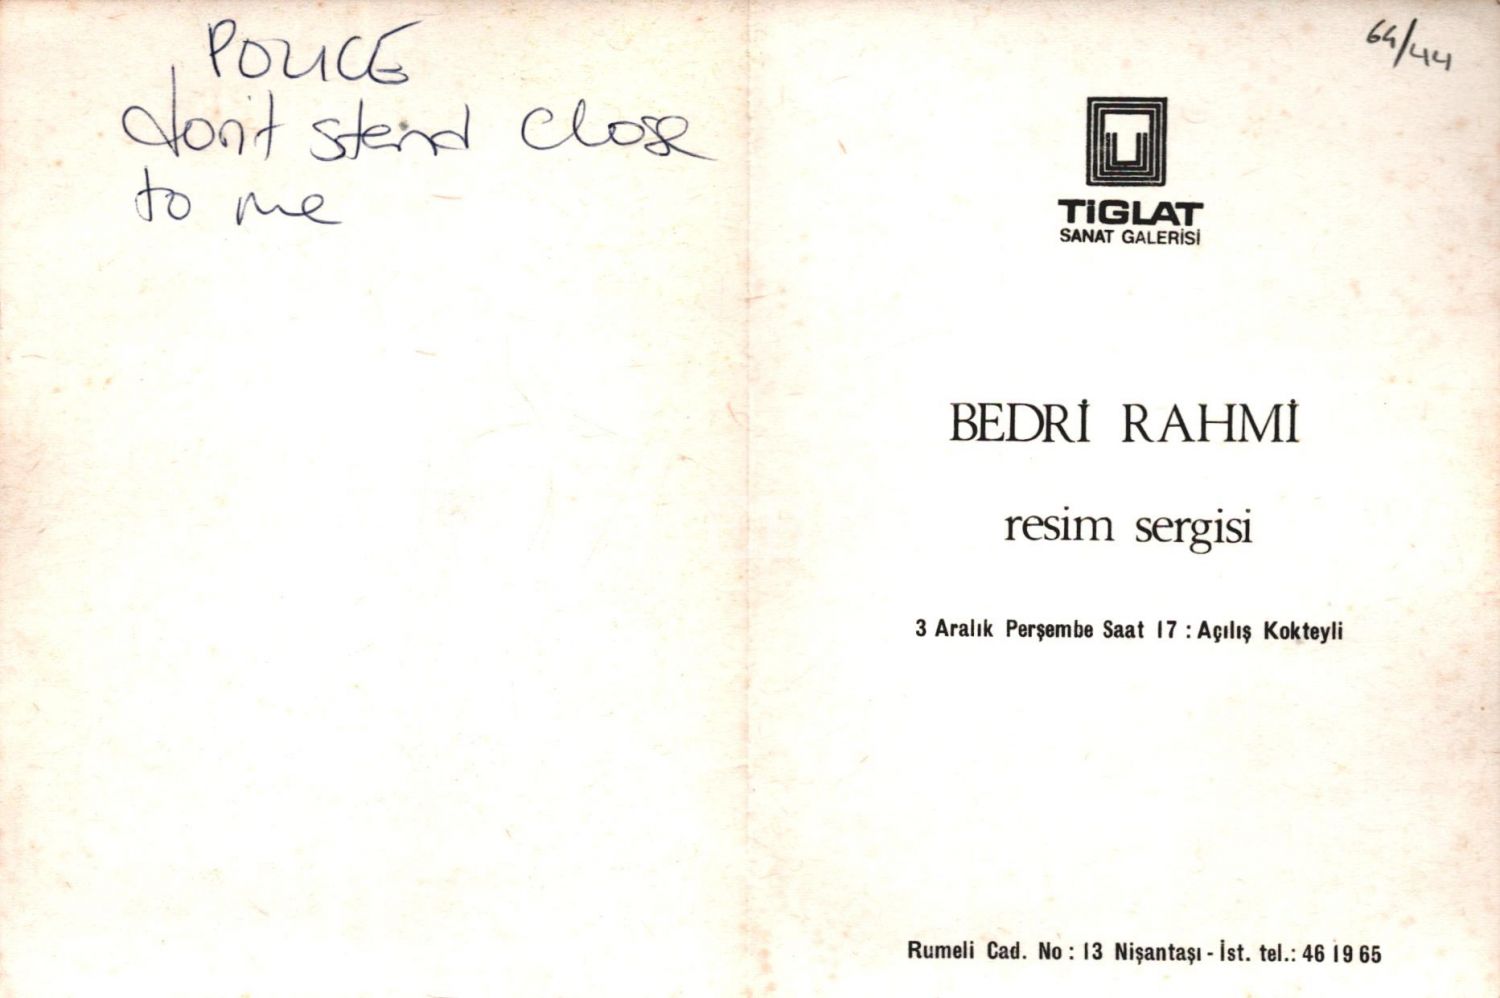 POLICE
don't stend close
to me
64/44
TİGLAT
SANAT GALERİSİ
BEDRİ RAHMİ
resim sergisi
3 Aralık Perşembe Saat 17 : Açılış Kokteyli
Rumeli Cad. No : 13 Nişantaşı - İst. tel.: 46 19 65